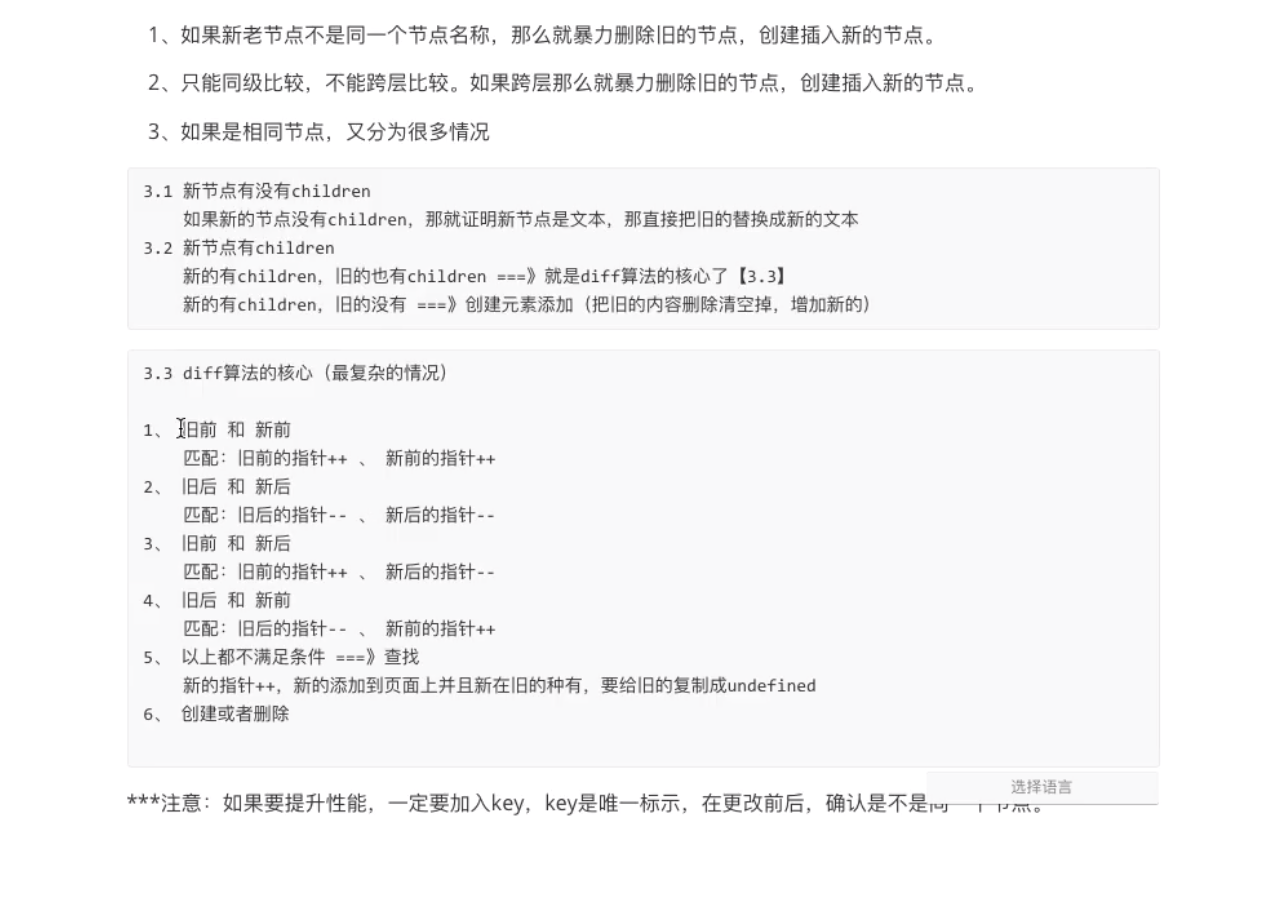 1、如果新老节点不是同一个节点名称，那么就暴力删除旧的节点，创建插入新的节点。
2、只能同级比较，不能跨层比较。如果跨层那么就暴力删除旧的节点，创建插入新的节点。
3、如果是相同节点，又分为很多情况
3.1 新节点有没有children
如果新的节点没有children，那就证明新节点是文本，那直接把旧的替换成新的文本
3.2 新节点有children
新的有children，旧的也有children ===》就是diff算法的核心了【3.3】
新的有children，旧的没有 ===》创建元素添加（把旧的内容删除清空掉，增加新的）
3.3 diff算法的核心（最复杂的情况）
1、 旧前 和 新前
匹配：旧前的指针++ 、 新前的指针++
2、 旧后 和 新后
匹配：旧后的指针-- 、 新后的指针--
3、 旧前 和 新后
匹配：旧前的指针++ 、 新后的指针--
4、 旧后 和 新前
匹配：旧后的指针-- 、 新前的指针++
5、 以上都不满足条件 ===》查找
新的指针++，新的添加到页面上并且新在旧的种有，要给旧的复制成undefined
6、 创建或者删除
选择语言
***注意：如果要提升性能，一定要加入key，key是唯一标示，在更改前后，确认是不是同一个节点。